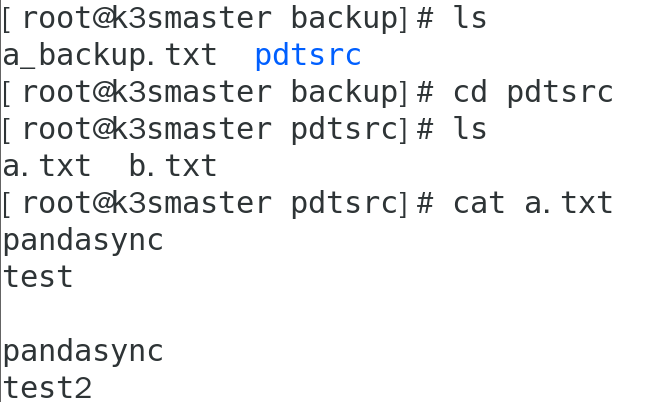 [root@k3smaster backup]# ls
a_backup.txt  pdtsrc
[root@k3smaster backup]# cd pdtsrc
[root@k3smaster pdtsrc]# ls
a.txt  b.txt
[root@k3smaster pdtsrc]# cat a.txt
pandasync
test

pandasync
test2